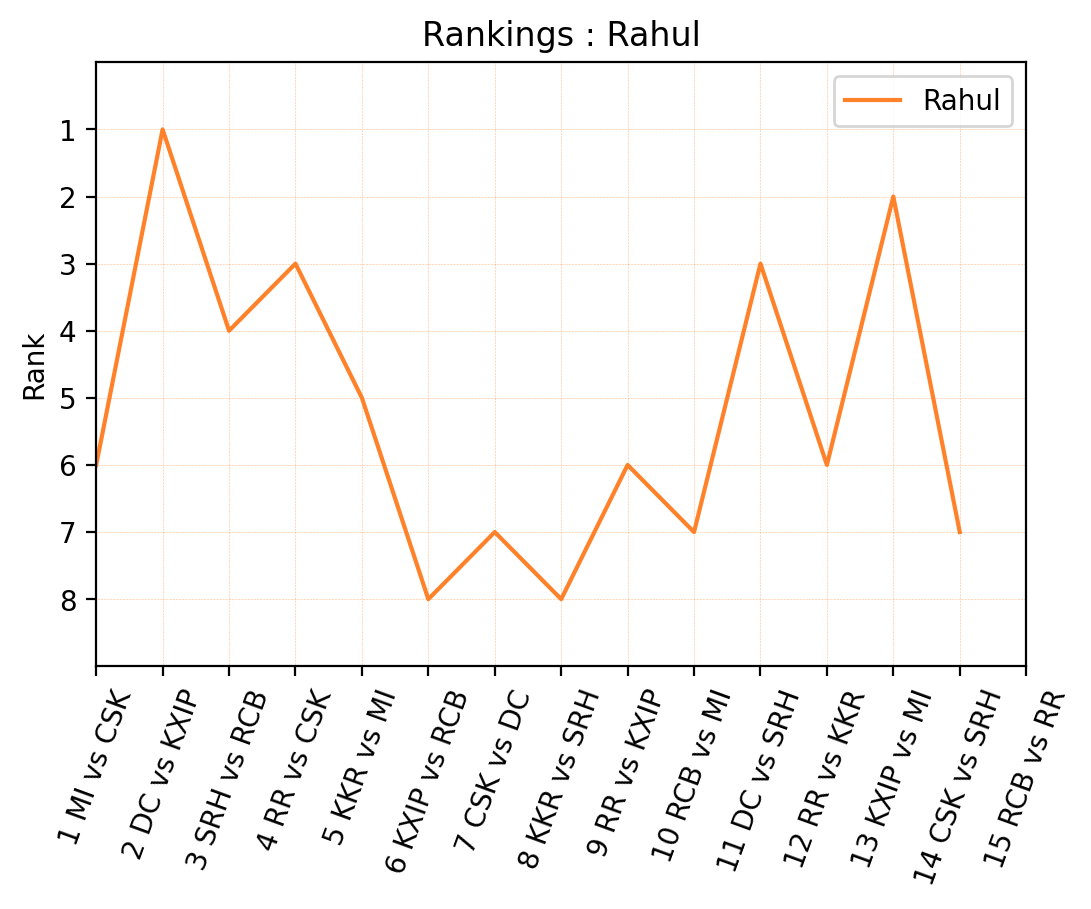 Rankings : Rahul
Rahul
Rank
1
2
3
4
5
6
7
8
1 MI vs CSK
2 DC vs KXIP
3 SRH vs RCB
4 RR vs CSK
5 KKR vs MI
6 KXIP vs RCB
7 CSK vs DC
8 KKR vs SRH
9 RR vs KXIP
10 RCB vs MI
11 DC vs SRH
12 RR vs KKR
13 KXIP vs MI
14 CSK vs SRH
15 RCB vs RR